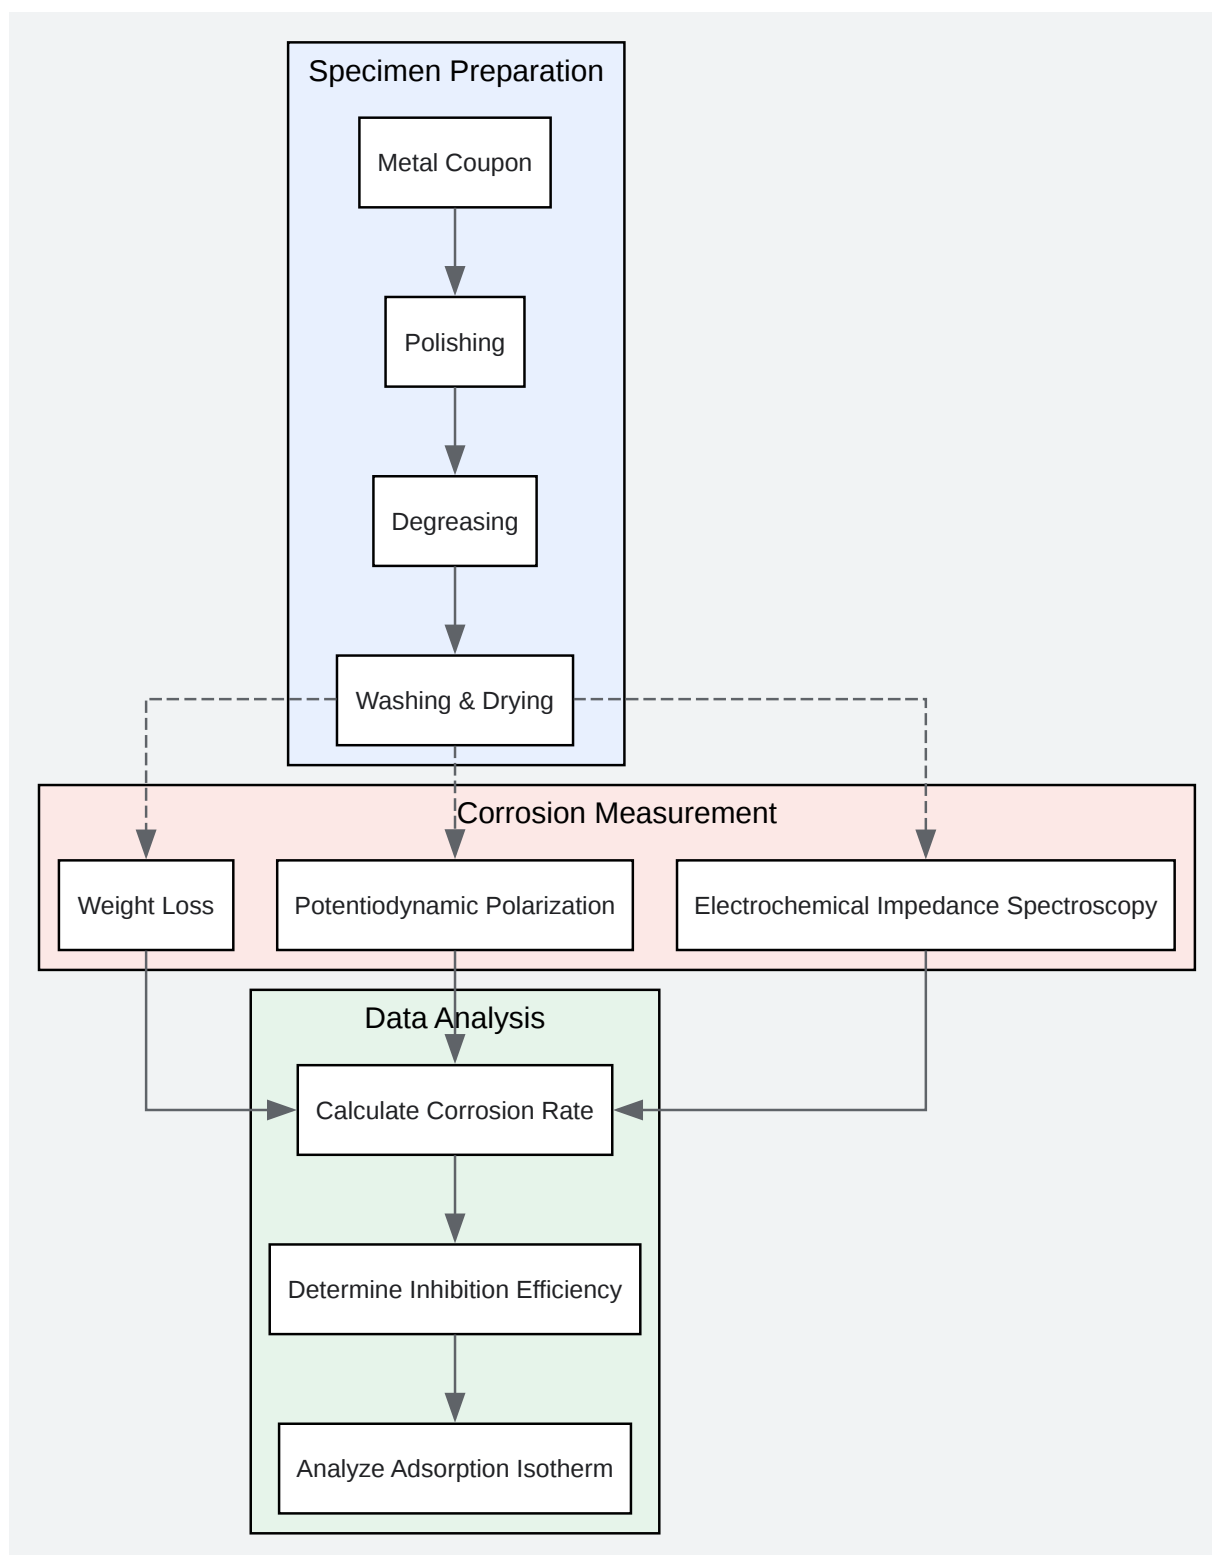 Specimen Preparation
Metal Coupon
Polishing
Degreasing
Washing & Drying
Corrosion Measurement
Weight Loss
Potentiodynamic Polarization
Electrochemical Impedance Spectroscopy
Data Analysis
Calculate Corrosion Rate
Determine Inhibition Efficiency
Analyze Adsorption Isotherm